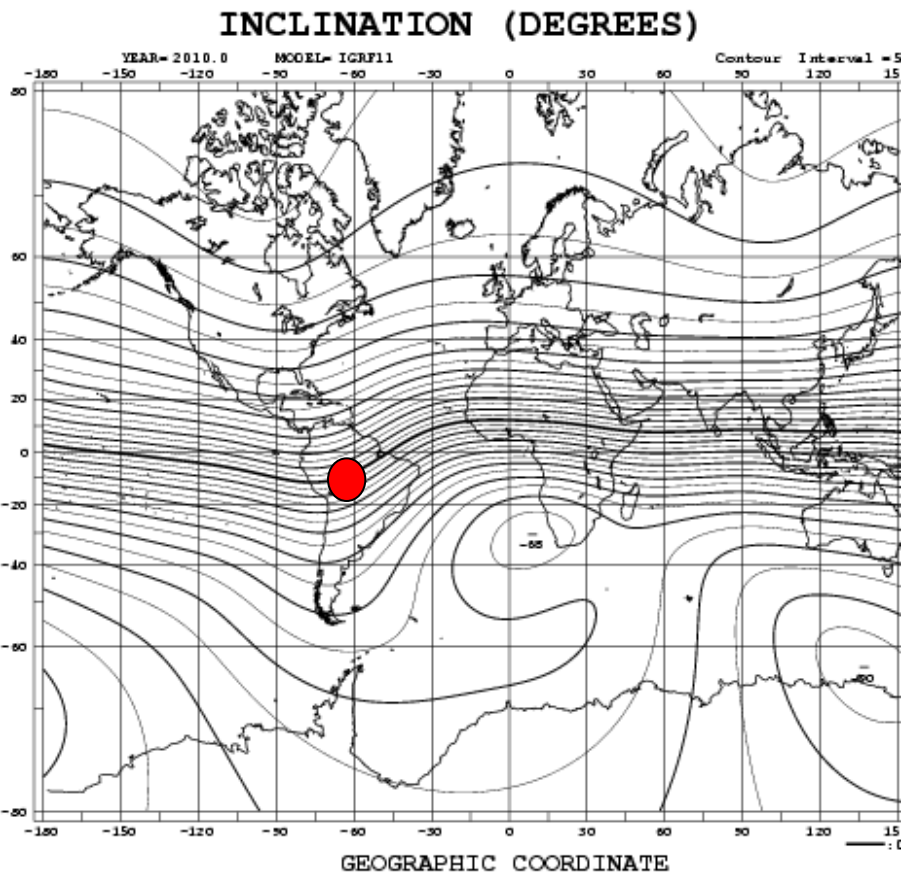 INCLINATION (DEGREES)
YEAR= 2010.0 MODEL= IGRF11 Contour Interval =5
-180 -150 -120 -90 -60 -30 0 30 60 90 120 15
80
60
40
20
0
-20
-65
-40
-60
-80
-180 -150 -120 -90 -60 -30 0 30 60 90 120 15
GEOGRAPHIC COORDINATE